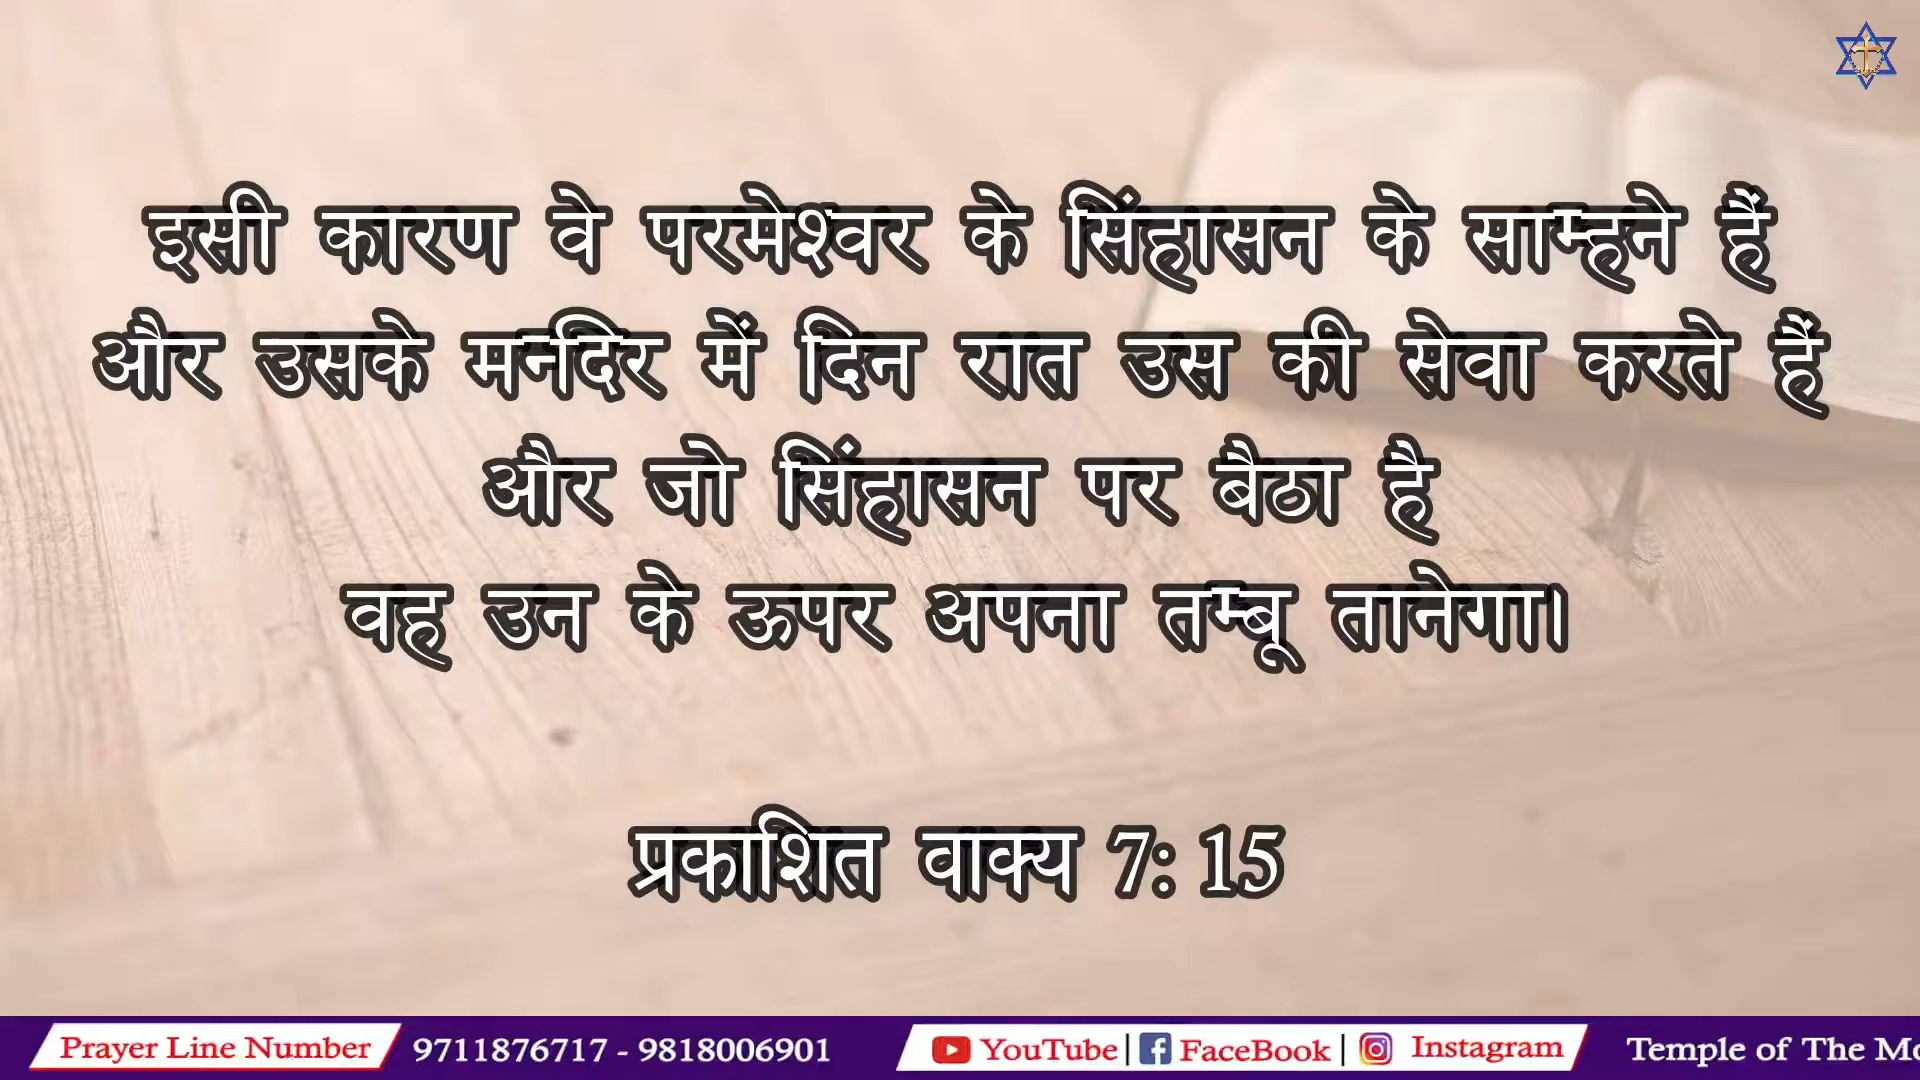 इसी कारण वे परमेश्वर के सिंहासन के साम्हने हैं
और उसके मन्दिर में दिन रात उस की सेवा करते हैं
और जो सिंहासन पर बैठा है
वह उन के ऊपर अपना तम्बू तानेगा।
प्रकाशित वाक्य 7: 15
Prayer Line Number 9711876717 - 9818006901 YouTube | FaceBook | Instagram Temple of The